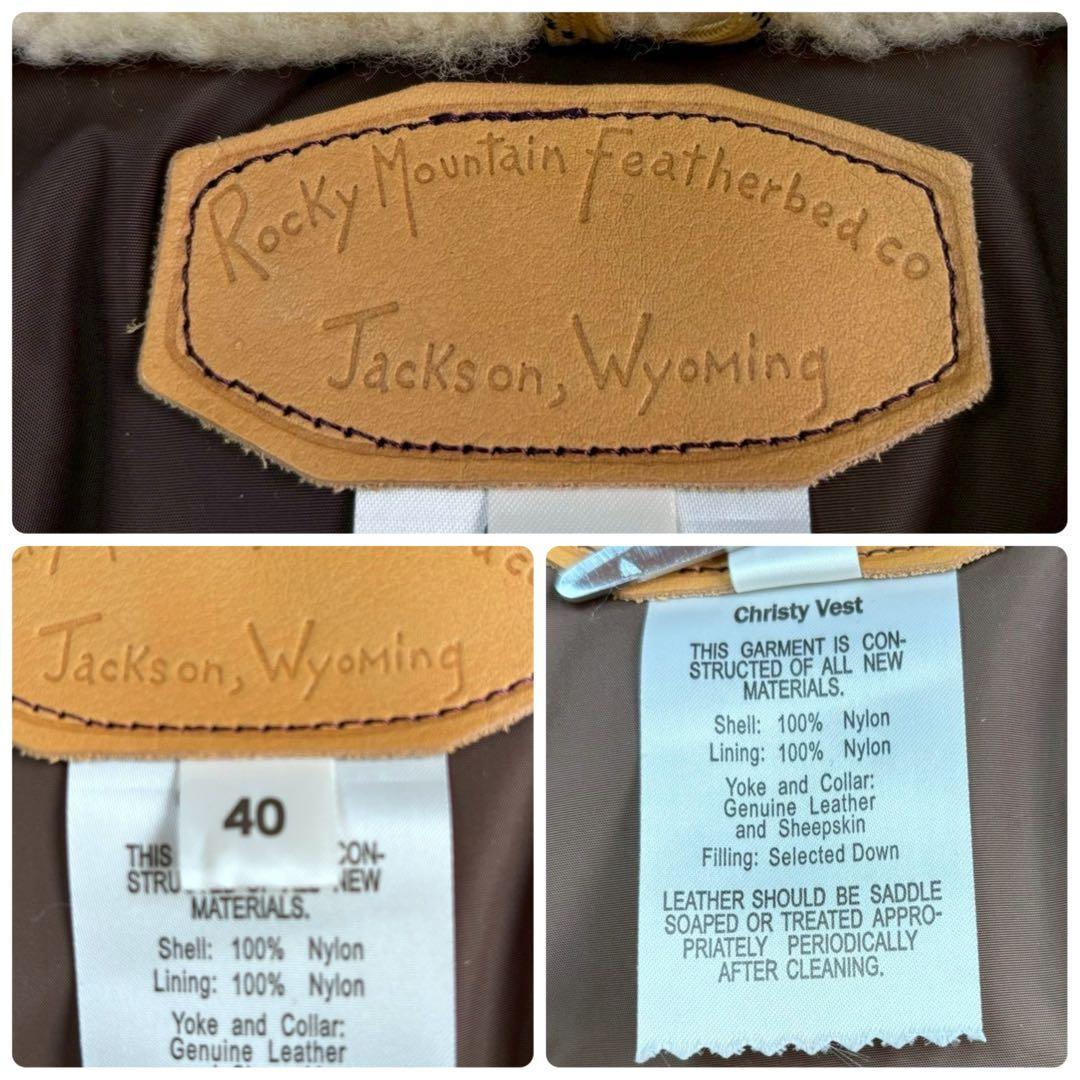 Rocky Mountain Featherbed co
Jackson, Wyoming
Jackson, Wyoming
40
THIS CON-
STRU NEW
MATERIALS.
Shell: 100% Nylon
Lining: 100% Nylon
Yoke and Collar:
Genuine Leather
Christy Vest
THIS GARMENT IS CON-
STRUCTED OF ALL NEW
MATERIALS.
Shell: 100% Nylon
Lining: 100% Nylon
Yoke and Collar:
Genuine Leather
and Sheepskin
Filling: Selected Down
LEATHER SHOULD BE SADDLE
SOAPED OR TREATED APPRO-
PRIATELY PERIODICALLY
AFTER CLEANING.